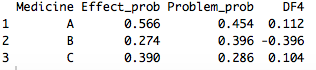 Medicine Effect_prob Problem_prob DF4
1 A 0.566 0.454 0.112
2 B 0.274 0.396 -0.396
3 C 0.390 0.286 0.104